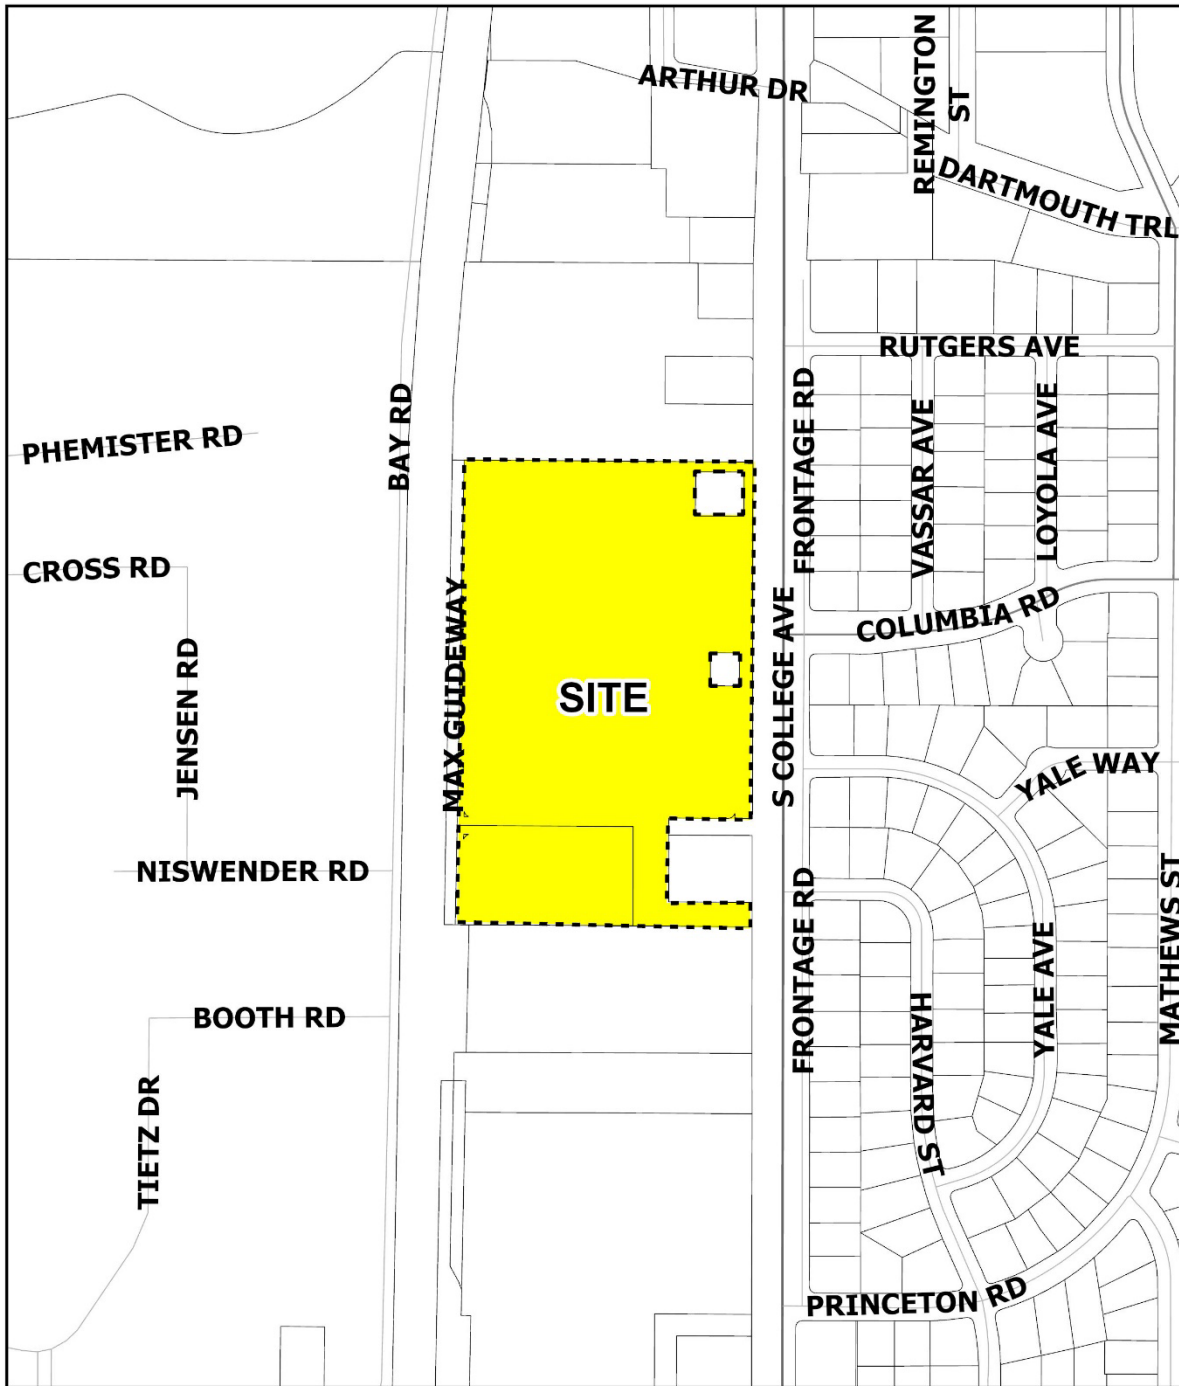 ARTHUR DR
REMINGTON
ST
DARTMOUTH TRL
RUTGERS AVE
BAY RD
FRONTAGE RD
VASSAR AVE
LOYOLA AVE
PHEMISTER RD
CROSS RD
JENSEN RD
MAX GUIDEWAY
SITE
S COLLEGE AVE
COLUMBIA RD
YALE WAY
NISWENDER RD
FRONTAGE RD
MATHEWS ST
YALE AVE
HARVARD ST
BOOTH RD
TIETZ DR
PRINCETON RD